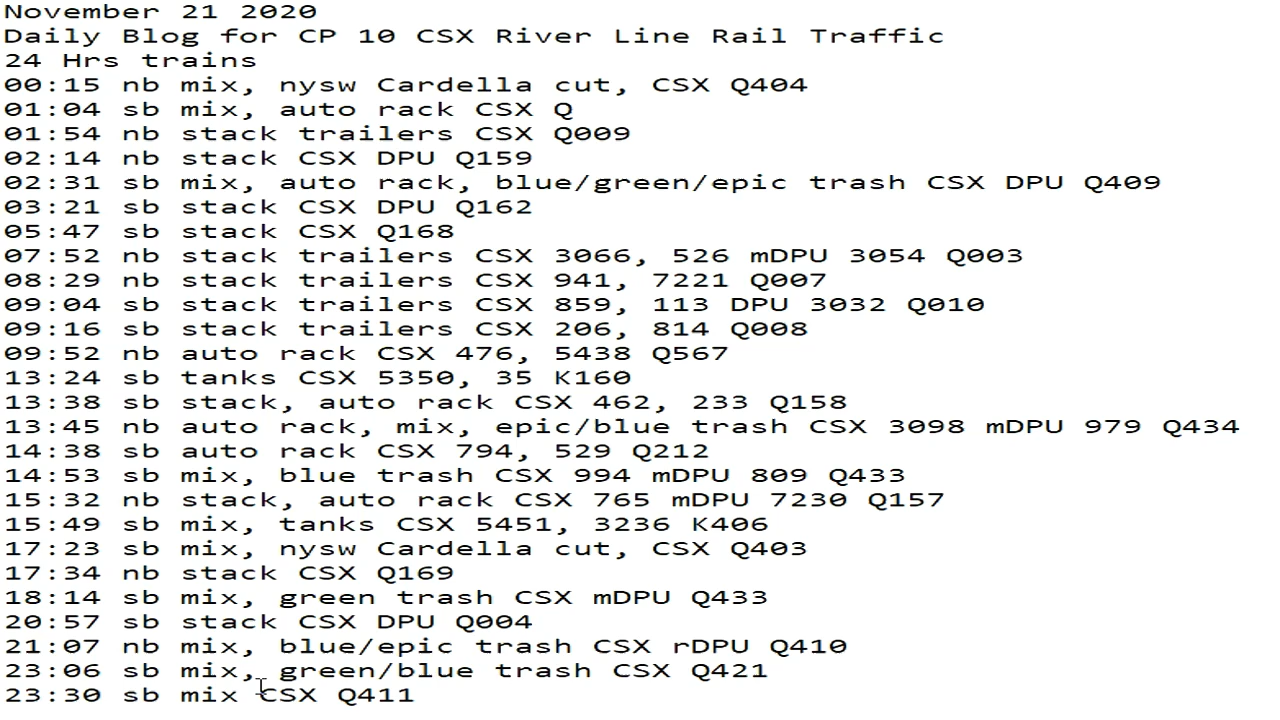 November 21 2020
Daily Blog for CP 10 CSX River Line Rail Traffic
24 Hrs trains
00:15 nb mix, nysw Cardella cut, CSX Q404
01:04 sb mix, auto rack CSX Q
01:54 nb stack trailers CSX Q009
02:14 nb stack CSX DPU Q159
02:31 sb mix, auto rack, blue/green/epic trash CSX DPU Q409
03:21 sb stack CSX DPU Q162
05:47 sb stack CSX Q168
07:52 nb stack trailers CSX 3066, 526 mDPU 3054 Q003
08:29 nb stack trailers CSX 941, 7221 Q007
09:04 sb stack trailers CSX 859, 113 DPU 3032 Q010
09:16 sb stack trailers CSX 206, 814 Q008
09:52 nb auto rack CSX 476, 5438 Q567
13:24 sb tanks CSX 5350, 35 K160
13:38 sb stack, auto rack CSX 462, 233 Q158
13:45 nb auto rack, mix, epic/blue trash CSX 3098 mDPU 979 Q434
14:38 sb auto rack CSX 794, 529 Q212
14:53 sb mix, blue trash CSX 994 mDPU 809 Q433
15:32 nb stack, auto rack CSX 765 mDPU 7230 Q157
15:49 sb mix, tanks CSX 5451, 3236 K406
17:23 sb mix, nysw Cardella cut, CSX Q403
17:34 nb stack CSX Q169
18:14 sb mix, green trash CSX mDPU Q433
20:57 sb stack CSX DPU Q004
21:07 nb mix, blue/epic trash CSX rDPU Q410
23:06 sb mix, green/blue trash CSX Q421
23:30 sb mix CSX Q411